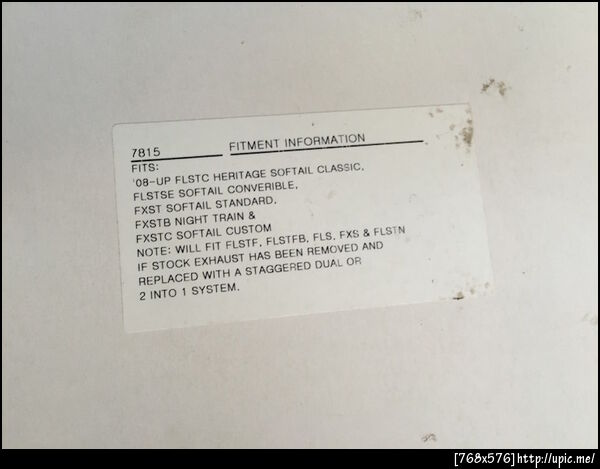 7815 FITMENT INFORMATION
FITS:
'08-UP FLSTC HERITAGE SOFTAIL CLASSIC,
FLSTSE SOFTAIL CONVERIBLE,
FXST SOFTAIL STANDARD,
FXSTB NIGHT TRAIN &
FXSTC SOFTAIL CUSTOM
NOTE: WILL FIT FLSTF, FLSTFB, FLS, FXS & FLSTN
IF STOCK EXHAUST HAS BEEN REMOVED AND
REPLACED WITH A STAGGERED DUAL OR
2 INTO 1 SYSTEM.
[768x576]http://upic.me/